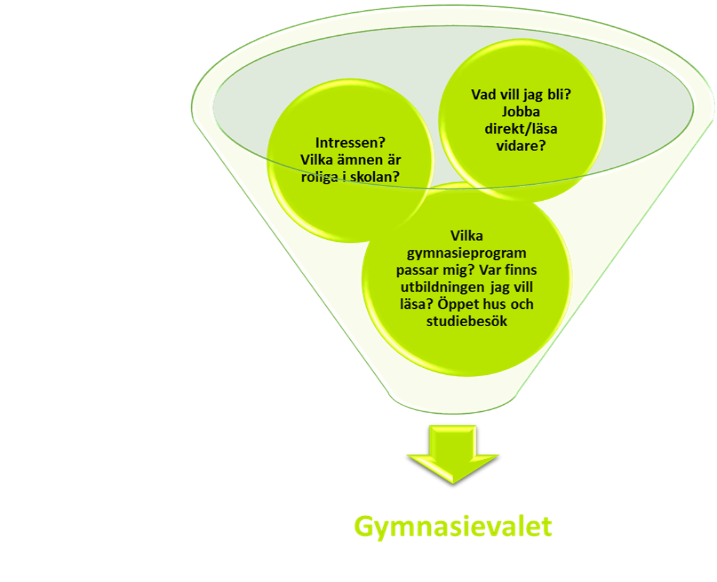 Vad vill jag bli?
Jobba
direkt/läsa
vidare?
Intressen?
Vilka ämnen är
roliga i skolan?
Vilka
gymnasieprogram
passar mig? Var finns
utbildningen jag vill
läsa? Öppet hus och
studiebesök
Gymnasievalet